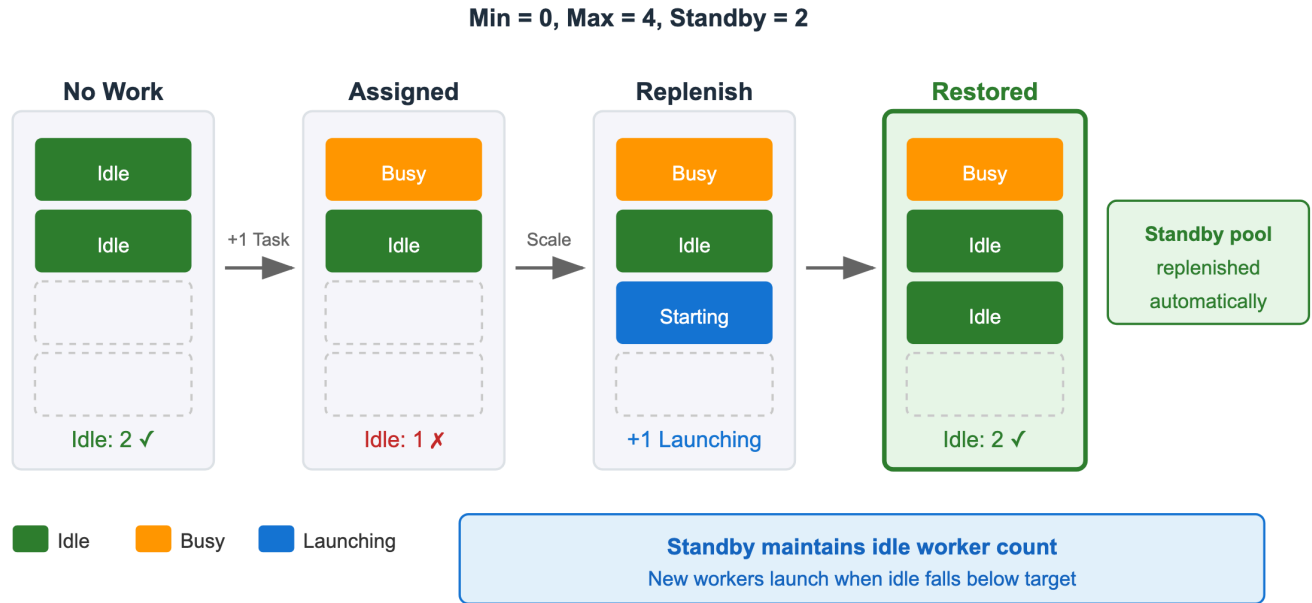 Min = 0, Max = 4, Standby = 2
No Work
Idle
Idle
Idle: 2 ✓
+1 Task
Assigned
Busy
Idle
Idle: 1 ✗
Scale
Replenish
Busy
Idle
Starting
+1 Launching
Restored
Busy
Idle
Idle
Idle: 2 ✓
Standby pool
replenished
automatically
Idle
Busy
Launching
Standby maintains idle worker count
New workers launch when idle falls below target